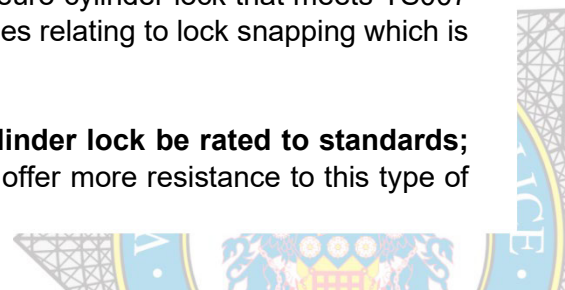 cylinder lock that meets TS007
es relating to lock snapping which is
linder lock be rated to standards;
offer more resistance to this type of
LICE